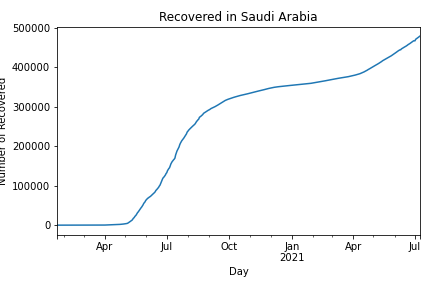 Recovered in Saudi Arabia
Number of Recovered
500000
400000
300000
200000
100000
0
Apr
Jul
Oct
Jan
2021
Apr
Jul
Day